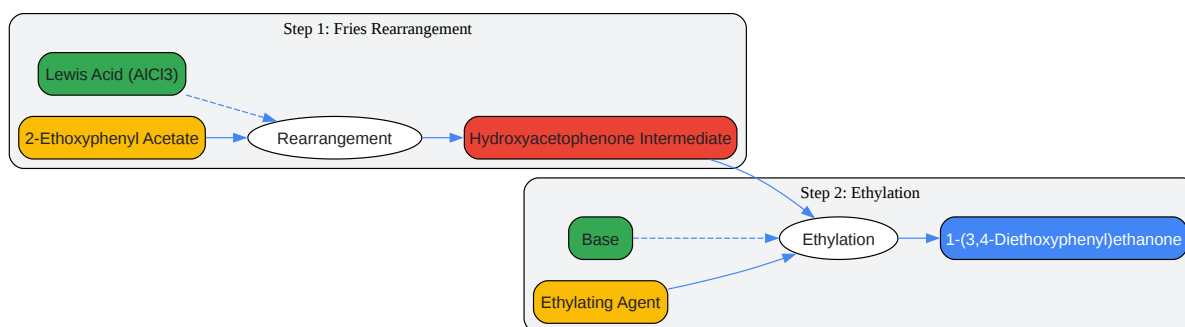 Step 1: Fries Rearrangement
Lewis Acid (AlCl3)
2-Ethoxyphenyl Acetate
Rearrangement
Hydroxyacetophenone Intermediate
Step 2: Ethylation
Base
Ethylation
1-(3,4-Diethoxyphenyl)ethanone
Ethylating Agent